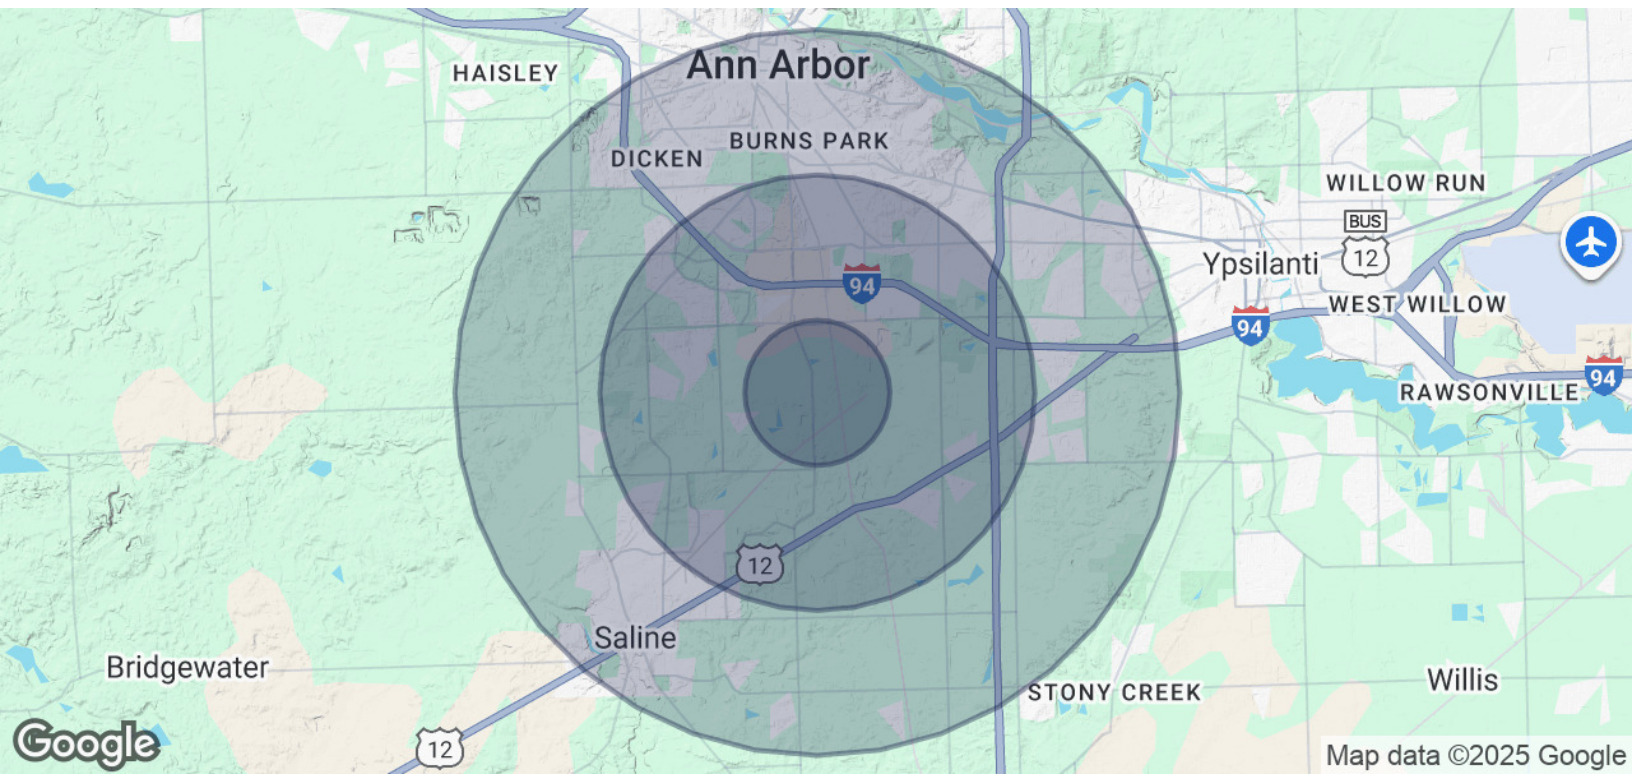 Ann Arbor
HAISLEY
BURNS PARK
DICKEN
WILLOW RUN
BUS
12
Ypsilanti
94
WEST WILLOW
94
94
RAWSONVILLE
12
Saline
Bridgewater
Willis
STONY CREEK
12
Google
Map data ©2025 Google